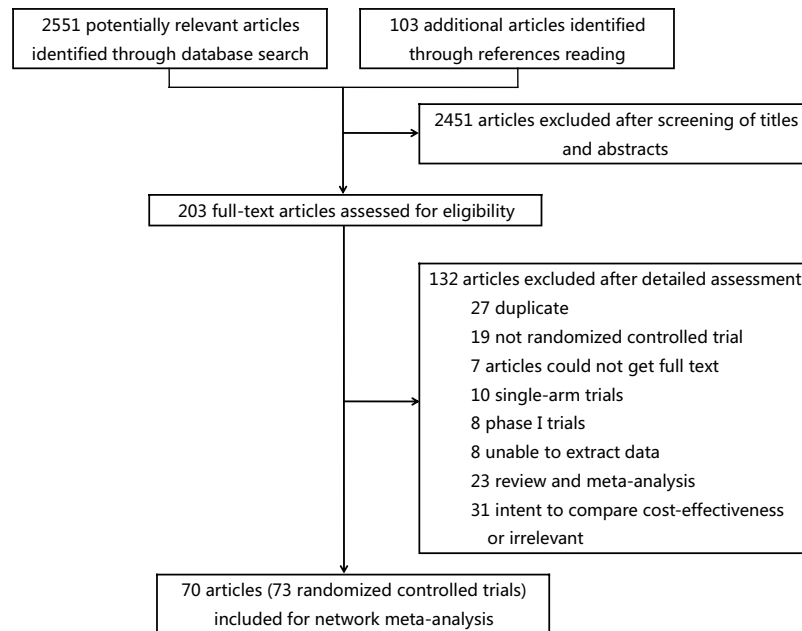 2551 potentially relevant articles
identified through database search
103 additional articles identified
through references reading
2451 articles excluded after screening of titles
and abstracts
203 full-text articles assessed for eligibility
132 articles excluded after detailed assessment
27 duplicate
19 not randomized controlled trial
7 articles could not get full text
10 single-arm trials
8 phase I trials
8 unable to extract data
23 review and meta-analysis
31 intent to compare cost-effectiveness
or irrelevant
70 articles (73 randomized controlled trials)
included for network meta-analysis